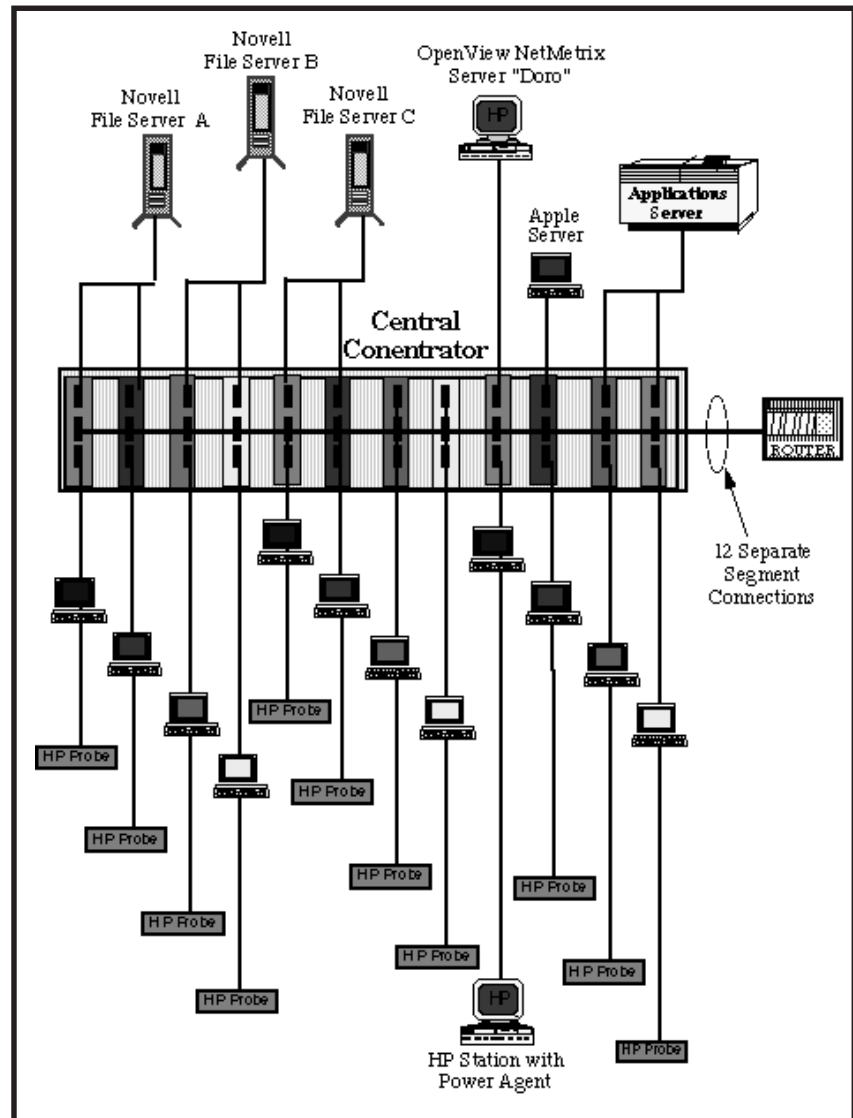 Novell
File Server B
OpenView NetMetrix
Server "Doro"
Novell
File Server A
Novell
File Server C
HP
Applications
Server
Apple
Server
Central
Conentrator
ROUTER
12 Separate
Segment
Connections
HP Probe
HP Probe
HP Probe
HP Probe
HP Probe
HP Probe
HP Probe
HP Probe
HP Probe
HP Probe
HP Probe
HP
HP Station with
Power Agent